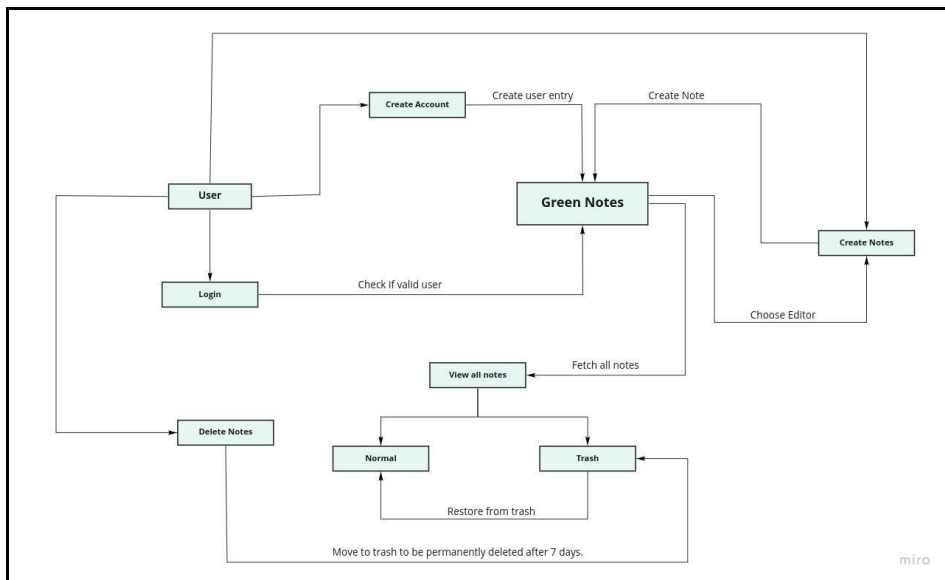 Create Account
Create user entry
Create Note
User
Green Notes
Create Notes
Login
Check if valid user
Choose Editor
View all notes
Fetch all notes
Delete Notes
Normal
Trash
Restore from trash
Move to trash to be permanently deleted after 7 days.
miro